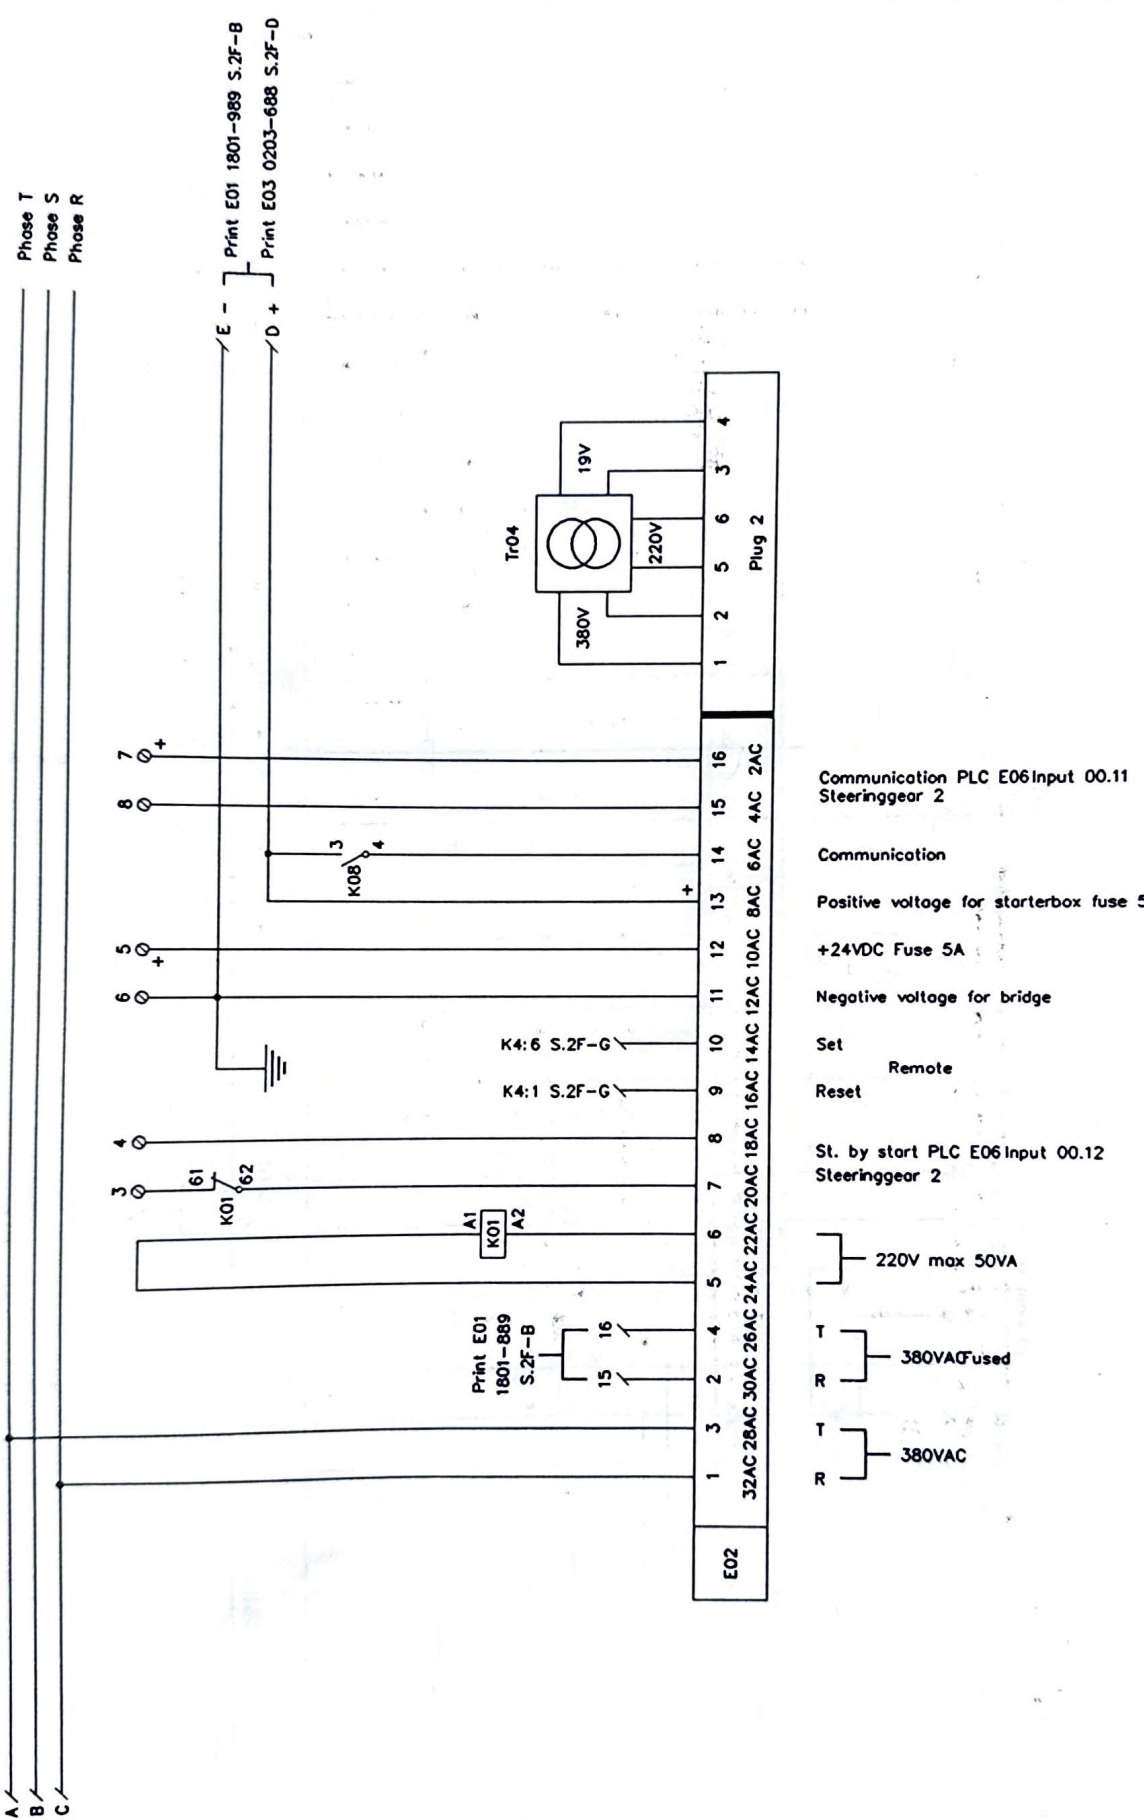 Phase T
Phase S
Phase R
Print E01 1801-989 S.2F-B
Print E03 0203-688 S.2F-D
/E -
/D +
A
B
C
7
+
8
3
4
K08
5
+
6
K4:6 S.2F-G
K4:1 S.2F-G
4
3
61
62
K01
A1
K01
A2
Print E01
1801-889
S.2F-B
16
15
Tr04
19V
220V
380V
4
3
6
5
2
1
Plug 2
16 2AC
15 4AC
14 6AC
+
13 8AC
12 10AC
11 12AC
10 14AC
9 16AC
8 18AC
7 20AC
6 22AC
5 24AC
4 26AC
2 30AC
3 28AC
1 32AC
E02
Communication PLC E06 Input 00.11
Steeringgear 2
Communication
Positive voltage for starterbox fuse 5
+24VDC Fuse 5A
Negative voltage for bridge
Set
Remote
Reset
St. by start PLC E06 Input 00.12
Steeringgear 2
220V max 50VA
T
380VAC Fused
R
T
380VAC
R